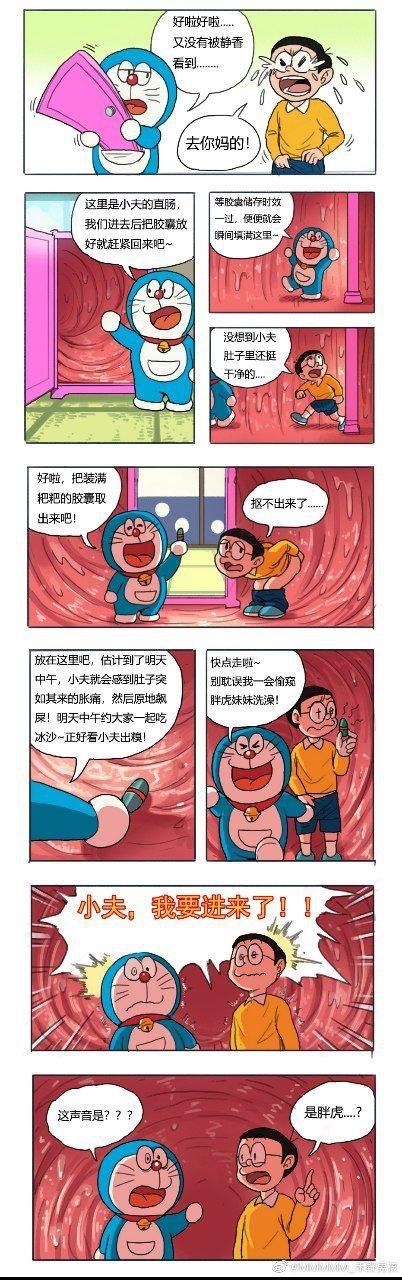 好啦好啦.....
又没有被静香
看到........
去你妈的！
这里是小夫的直肠，
我们进去后把胶囊放
好就赶紧回来吧~
等胶囊储存时效
一过，便便就会
瞬间填满这里~
没想到小夫
肚子里还挺
干净的....
好啦，把装满
粑粑的胶囊取
出来吧！
抠不出来了......
放在这里吧，估计到了明天
中午，小夫就会感到肚子突
如其来的胀痛，然后原地飙
屎！明天中午约大家一起吃
冰沙~正好看小夫出糗！
快点走啦~
别耽误我一会偷窥
胖虎妹妹洗澡！
小夫，我要进来了！！
这声音是？？？
是胖虎....？